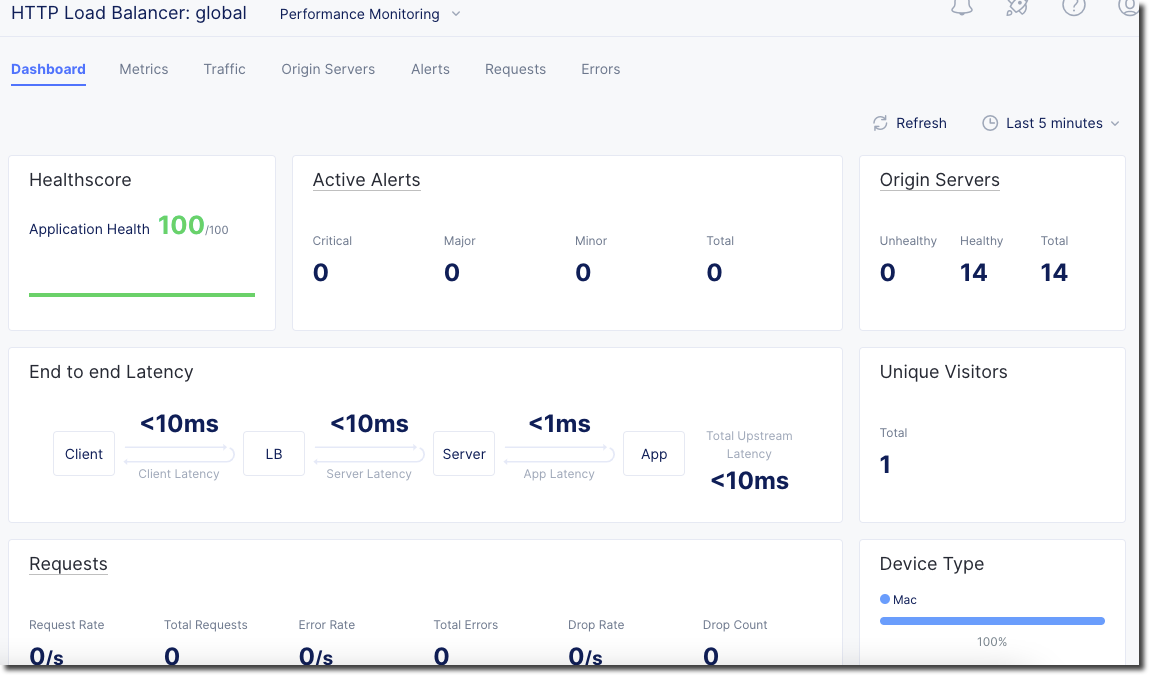 HTTP Load Balancer: global
Performance Monitoring
Dashboard
Metrics
Traffic
Origin Servers
Alerts
Requests
Errors
Refresh
Last 5 minutes
Healthscore
Application Health 100/100
Active Alerts
Critical
Major
Minor
Total
0
0
0
0
Origin Servers
Unhealthy
Healthy
Total
0
14
14
End to end Latency
Client
<10ms
Client Latency
LB
<10ms
Server Latency
Server
<1ms
App Latency
App
Total Upstream
Latency
<10ms
Unique Visitors
Total
1
Requests
Request Rate
Total Requests
Error Rate
Total Errors
Drop Rate
Drop Count
0/s
0
0/s
0
0/s
0
Device Type
Mac
100%